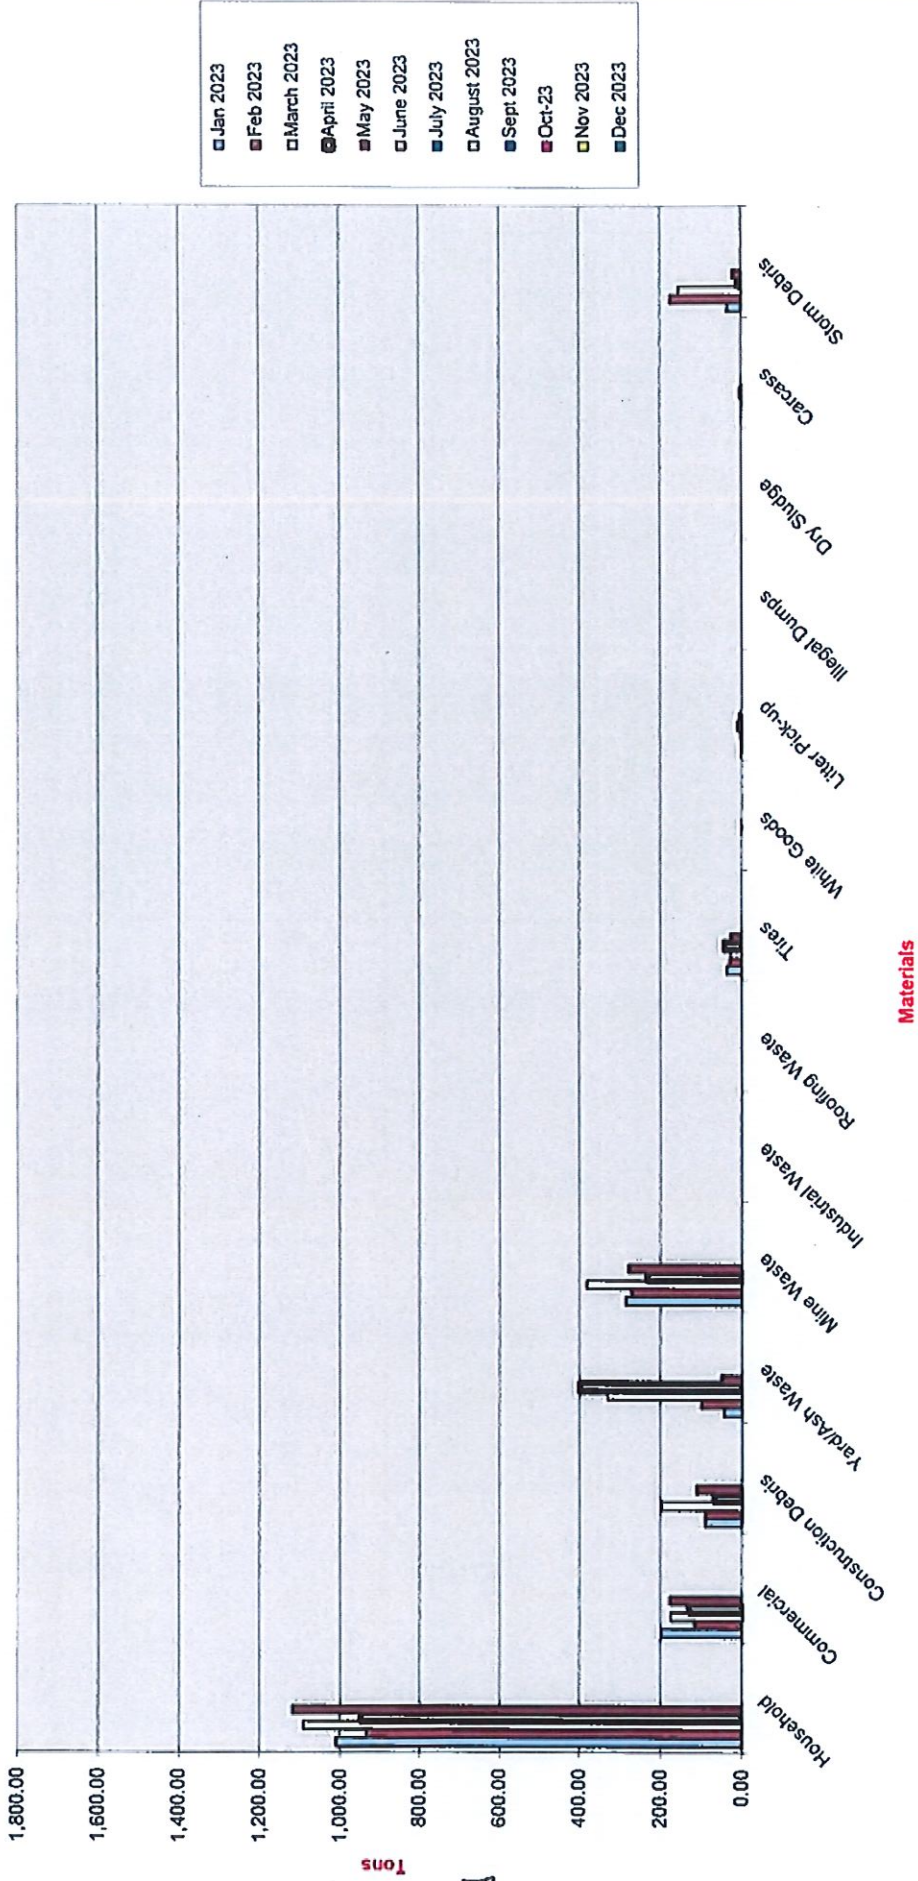 Jan 2023
Feb 2023
March 2023
April 2023
May 2023
June 2023
July 2023
August 2023
Sept 2023
Oct-23
Nov 2023
Dec 2023
1,800.00
1,600.00
1,400.00
1,200.00
1,000.00
800.00
600.00
400.00
200.00
0.00
Tons
Household
Commercial
Construction Debris
Yard/Ash Waste
Mine Waste
Industrial Waste
Roofing Waste
Tires
White Goods
Litter Pick-up
Illegal Dumps
Dry Sludge
Carcass
Storm Debris
Materials